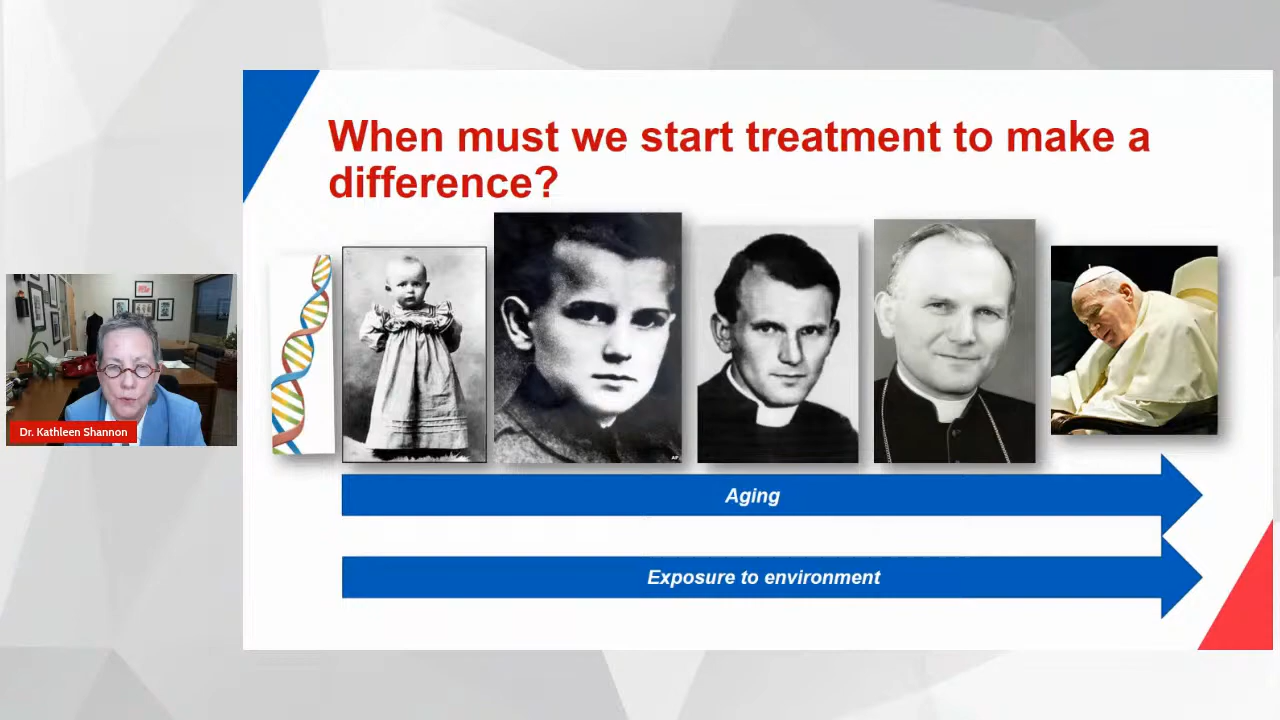 When must we start treatment to make a
difference?
Dr. Kathleen Shannon
Aging
Exposure to environment